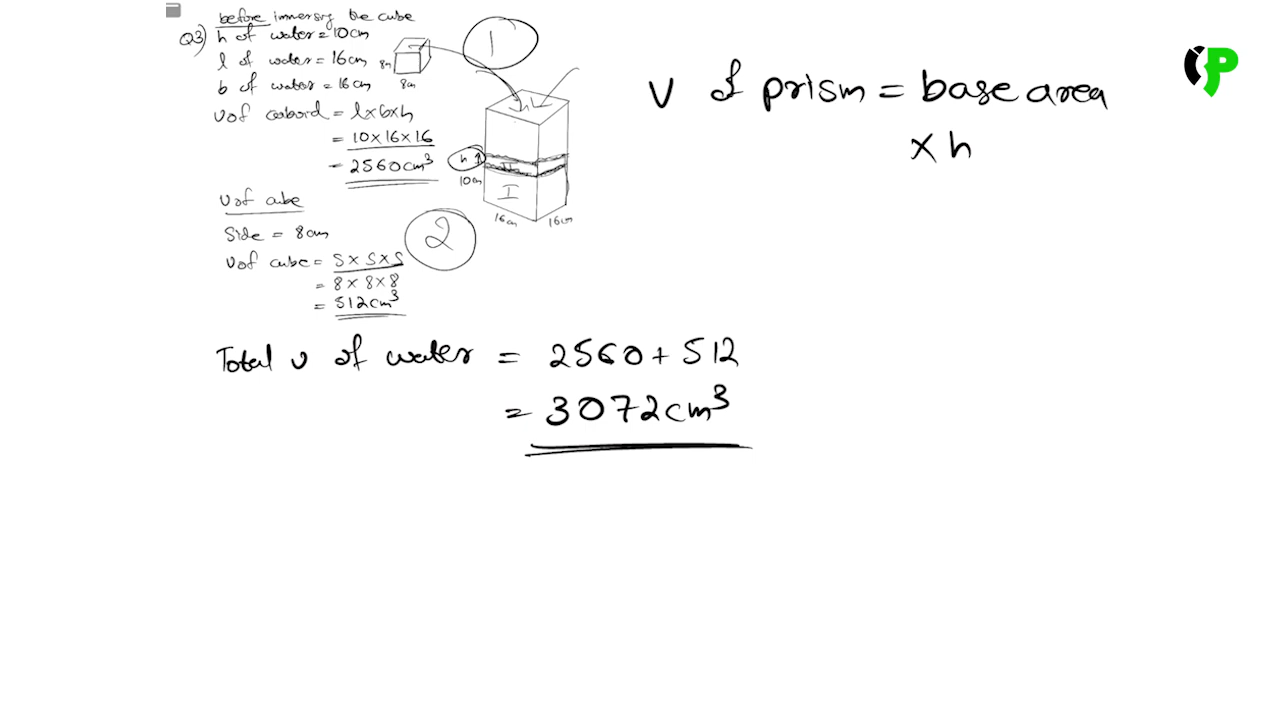 before immersing the cube
Q3) h of water = 10cm
l of water = 16cm
b of water = 16cm
V of cuboid = l×b×h
= 10×16×16
= 2560cm³
V of cube
Side = 8cm
V of cube = S × S × S
= 8 × 8 × 8
= 512cm³
8m
8cm
1
h
10cm
I
16cm 16cm
2
V of prism = base area
× h
Total v of water = 2560 + 512
= 3072cm³
CP